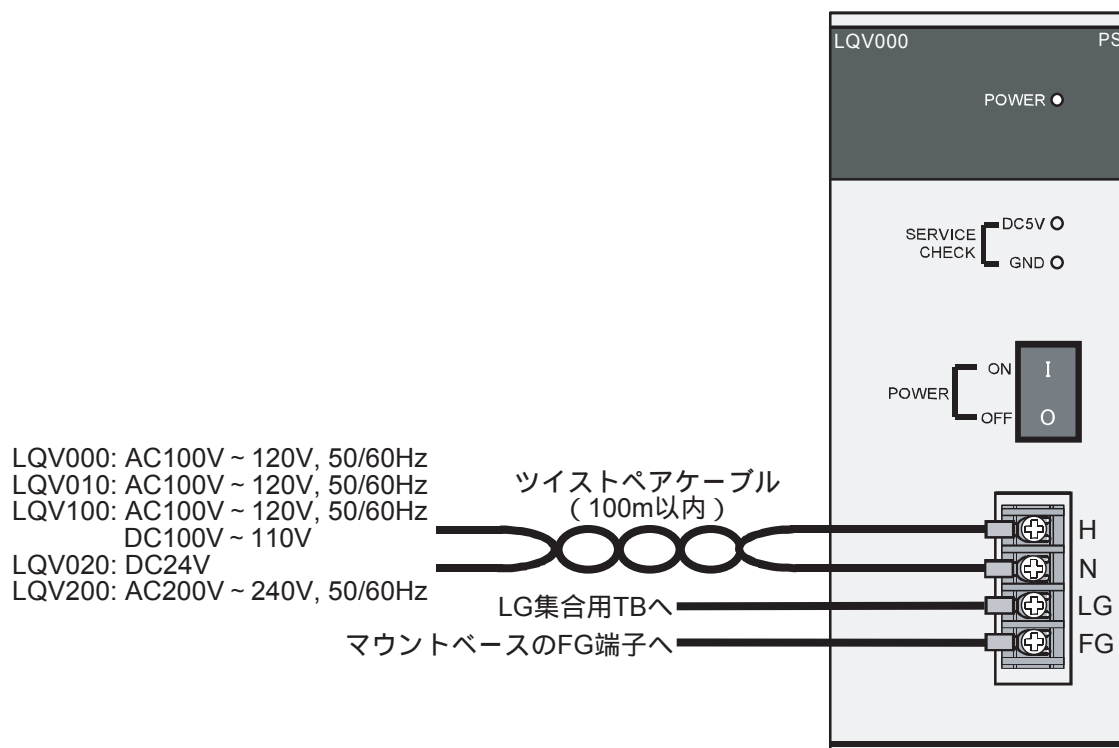 LQV000 PS
POWER
SERVICE CHECK
DC5V
GND
POWER
ON
OFF
I
O
LQV000: AC100V ~ 120V, 50/60Hz
LQV010: AC100V ~ 120V, 50/60Hz
LQV100: AC100V ~ 120V, 50/60Hz
DC100V ~ 110V
LQV020: DC24V
LQV200: AC200V ~ 240V, 50/60Hz
ツイストペアケーブル
(100m以内)
H
N
LG集合用TBへ
LG
マウントベースのFG端子へ
FG